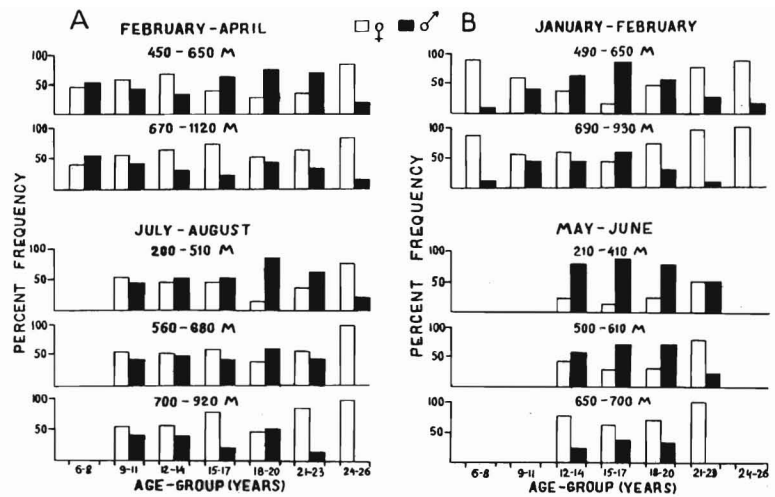 A
FEBRUARY-APRIL
♀ ♂
450-650 M
PERCENT FREQUENCY
100
50
670-1120 M
100
50
JULY-AUGUST
200-510 M
100
50
560-680 M
100
50
700-920 M
100
50
6-8 9-11 12-14 15-17 18-20 21-23 24-26
AGE-GROUP (YEARS)
B
JANUARY-FEBRUARY
490-650 M
PERCENT FREQUENCY
100
50
690-930 M
100
50
MAY-JUNE
210-410 M
100
50
500-610 M
100
50
650-700 M
100
50
6-8 9-11 12-14 15-17 18-20 21-23 24-26
AGE-GROUP (YEARS)